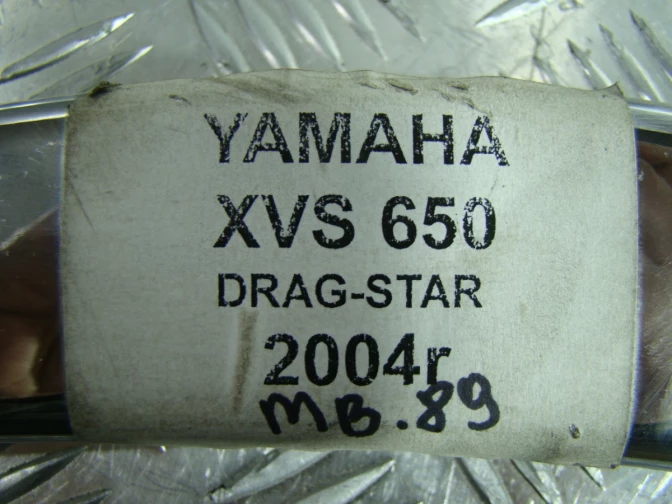 YAMAHA
XVS 650
DRAG-STAR
2004r
MB.89